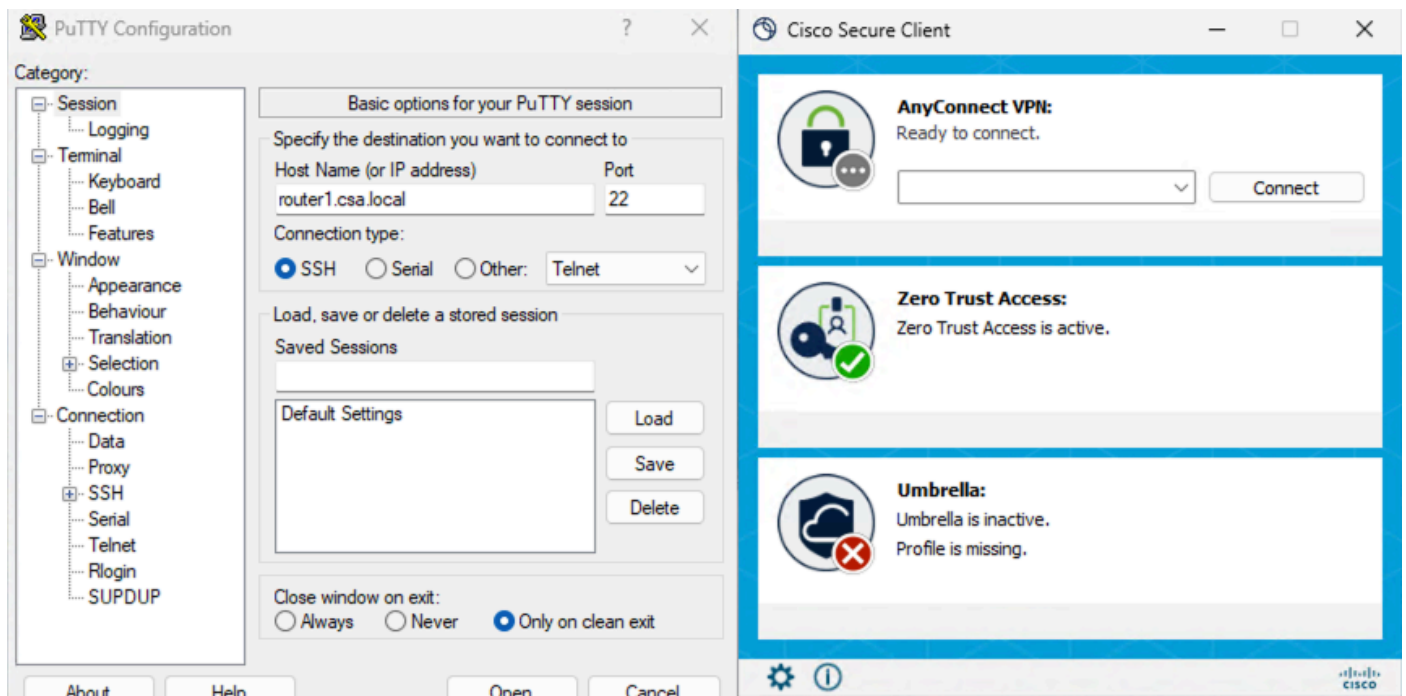 PuTTY Configuration
?
Category:
Session
Logging
Terminal
Keyboard
Bell
Features
Window
Appearance
Behaviour
Translation
Selection
Colours
Connection
Data
Proxy
SSH
Serial
Telnet
Rlogin
SUPDUP
Basic options for your PuTTY session
Specify the destination you want to connect to
Host Name (or IP address) Port
router1.csa.local 22
Connection type:
SSH Serial Other: Telnet
Load, save or delete a stored session
Saved Sessions
Default Settings
Load
Save
Delete
Close window on exit:
Always Never Only on clean exit
About Help Open Cancel
Cisco Secure Client
AnyConnect VPN:
Ready to connect.
Connect
Zero Trust Access:
Zero Trust Access is active.
Umbrella:
Umbrella is inactive.
Profile is missing.
CISCO